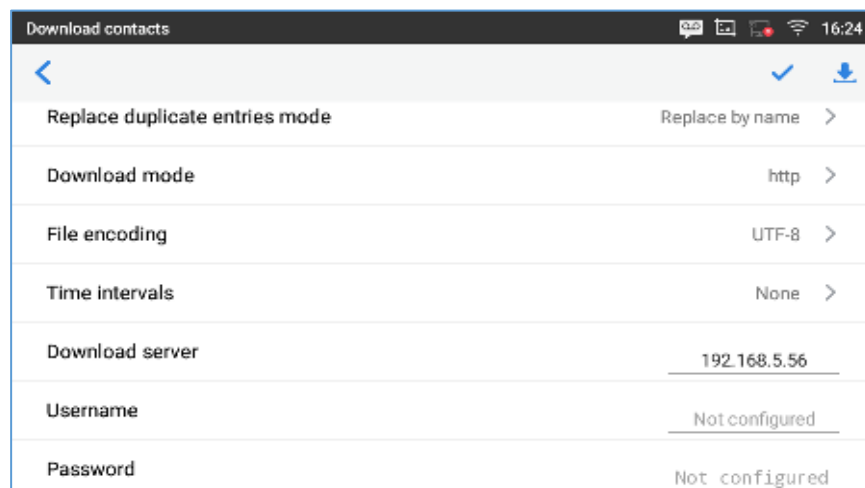 Download contacts 16:24
Replace duplicate entries mode Replace by name
Download mode http
File encoding UTF-8
Time intervals None
Download server 192.168.5.56
Username Not configured
Password Not configured